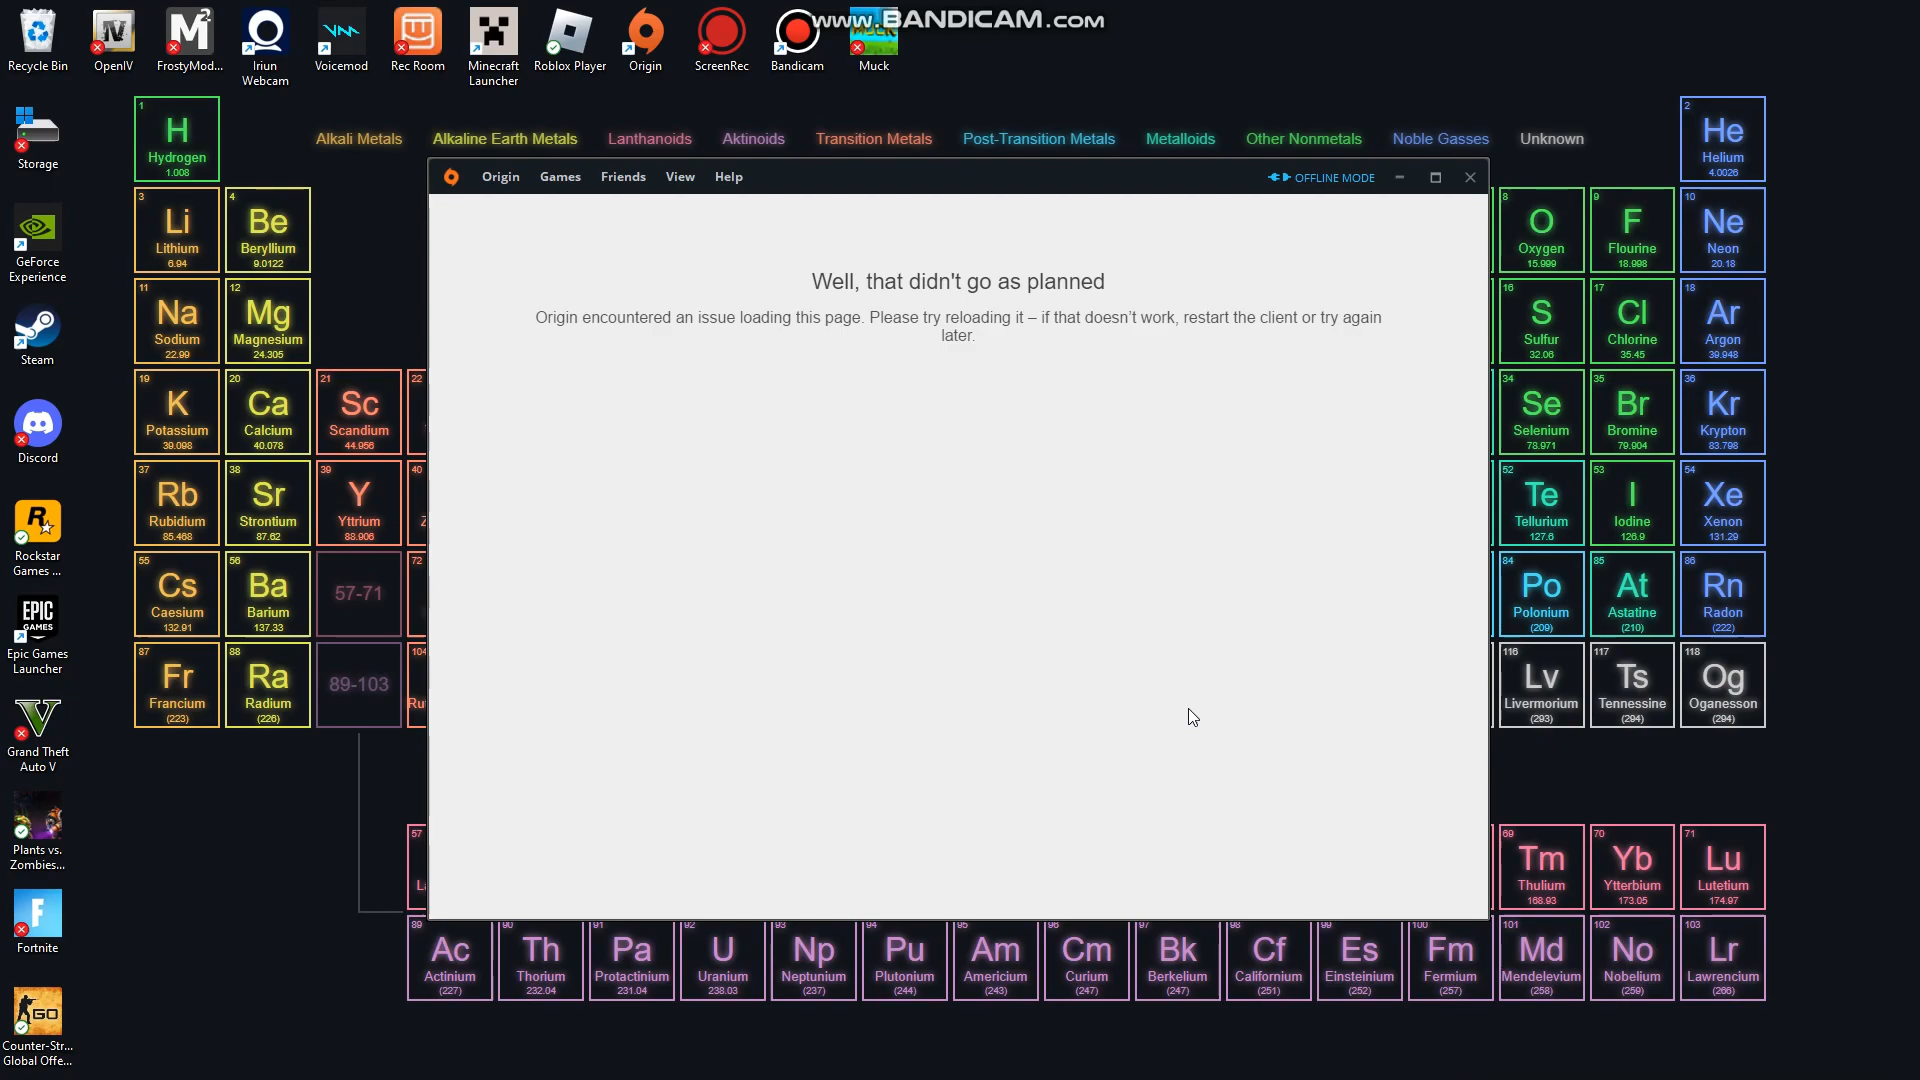 www.BANDICAM.com
Recycle Bin
OpenIV
FrostyMod...
Iriun
Webcam
Voicemod
Rec Room
Minecraft
Launcher
Roblox Player
Origin
ScreenRec
Bandicam
Muck
Storage
GeForce
Experience
Steam
Discord
Rockstar
Games ...
EPIC
GAMES
Epic Games
Launcher
Grand Theft
Auto V
Plants vs.
Zombies...
Fortnite
GO
Counter-Str...
Global Offe...
Alkali Metals
Alkaline Earth Metals
Lanthanoids
Aktinoids
Transition Metals
Post-Transition Metals
Metalloids
Other Nonmetals
Noble Gasses
Unknown
Origin
Games
Friends
View
Help
OFFLINE MODE
Well, that didn't go as planned
Origin encountered an issue loading this page. Please try reloading it – if that doesn't work, restart the client or try again
later.
1
H
Hydrogen
1.008
2
He
Helium
4.0026
3
Li
Lithium
6.94
4
Be
Beryllium
9.0122
8
O
Oxygen
15.999
9
F
Flourine
18.998
10
Ne
Neon
20.18
11
Na
Sodium
22.99
12
Mg
Magnesium
24.305
16
S
Sulfur
32.06
17
Cl
Chlorine
35.45
18
Ar
Argon
39.948
19
K
Potassium
39.098
20
Ca
Calcium
40.078
21
Sc
Scandium
44.956
22
34
Se
Selenium
78.971
35
Br
Bromine
79.904
36
Kr
Krypton
83.798
37
Rb
Rubidium
85.468
38
Sr
Strontium
87.62
39
Y
Yttrium
88.906
40
52
Te
Tellurium
127.6
53
I
Iodine
126.9
54
Xe
Xenon
131.29
55
Cs
Caesium
132.91
56
Ba
Barium
137.33
57-71
72
84
Po
Polonium
(209)
85
At
Astatine
(210)
86
Rn
Radon
(222)
87
Fr
Francium
(223)
88
Ra
Radium
(226)
89-103
104
Ru
116
Lv
Livermorium
(293)
117
Ts
Tennessine
(294)
118
Og
Oganesson
(294)
57
69
Tm
Thulium
168.93
70
Yb
Ytterbium
173.05
71
Lu
Lutetium
174.97
89
Ac
Actinium
(227)
90
Th
Thorium
232.04
91
Pa
Protactinium
231.04
92
U
Uranium
238.03
93
Np
Neptunium
(237)
94
Pu
Plutonium
(244)
95
Am
Americium
(243)
96
Cm
Curium
(247)
97
Bk
Berkelium
(247)
98
Cf
Californium
(251)
99
Es
Einsteinium
(252)
100
Fm
Fermium
(257)
101
Md
Mendelevium
(258)
102
No
Nobelium
(259)
103
Lr
Lawrencium
(266)